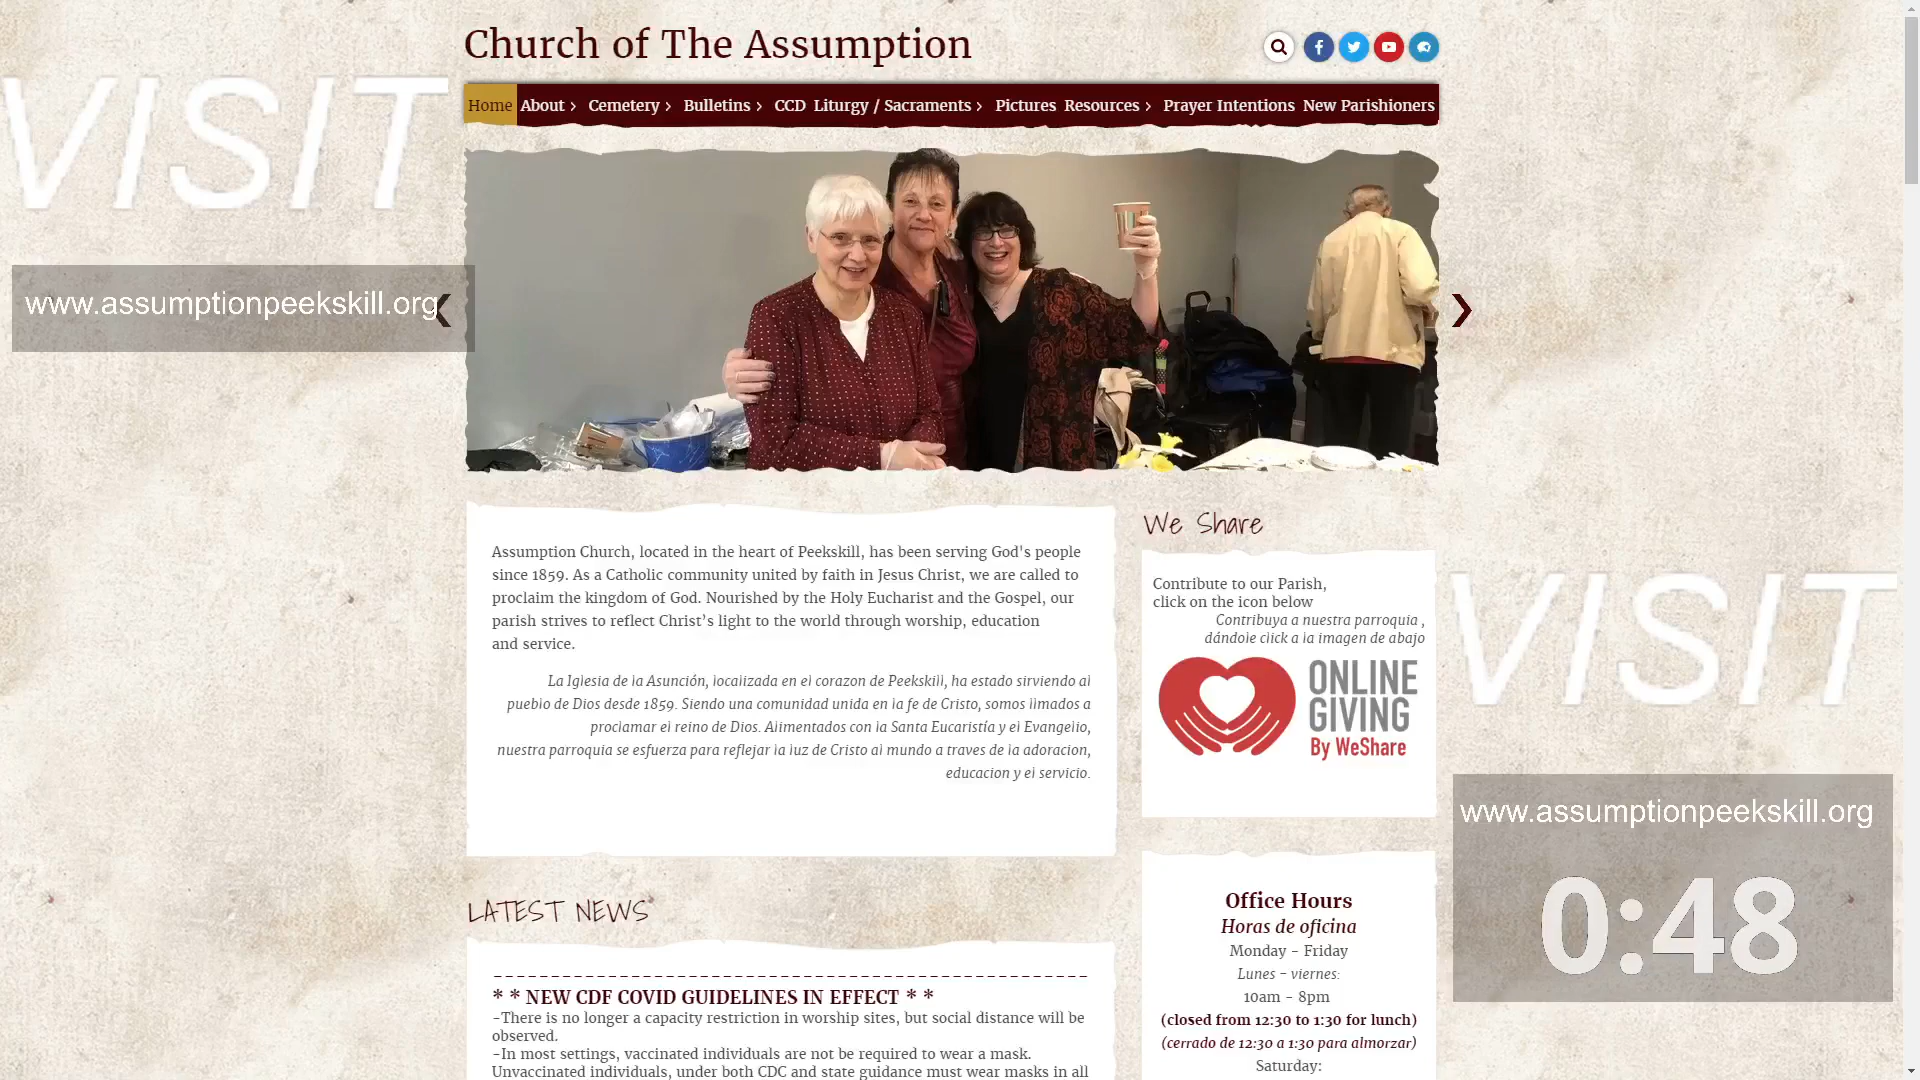 Church of The Assumption
VISIT
Home About Cemetery Bulletins CCD Liturgy / Sacraments Pictures Resources Prayer Intentions New Parishioners
www.assumptionpeekskill.org
Assumption Church, located in the heart of Peekskill, has been serving God's people
since 1859. As a Catholic community united by faith in Jesus Christ, we are called to
proclaim the kingdom of God. Nourished by the Holy Eucharist and the Gospel, our
parish strives to reflect Christ’s light to the world through worship, education
and service.
La Iglesia de la Asunción, localizada en el corazon de Peekskill, ha estado sirviendo al
pueblo de Dios desde 1859. Siendo una comunidad unida en la fe de Cristo, somos llmados a
proclamar el reino de Dios. Alimentados con la Santa Eucaristía y el Evangelio,
nuestra parroquia se esfuerza para reflejar la luz de Cristo al mundo a traves de la adoracion,
educacion y el servicio.
We Share
Contribute to our Parish,
click on the icon below
Contribuya a nuestra parroquia ,
dándole click a la imagen de abajo
ONLINE
GIVING
By WeShare
VISIT
www.assumptionpeekskill.org
0:48
LATEST NEWS
----------------------------------------------------
* * NEW CDF COVID GUIDELINES IN EFFECT * *
-There is no longer a capacity restriction in worship sites, but social distance will be
observed.
-In most settings, vaccinated individuals are not be required to wear a mask.
Unvaccinated individuals, under both CDC and state guidance must wear masks in all
Office Hours
Horas de oficina
Monday - Friday
Lunes - viernes:
10am - 8pm
(closed from 12:30 to 1:30 for lunch)
(cerrado de 12:30 a 1:30 para almorzar)
Saturday: